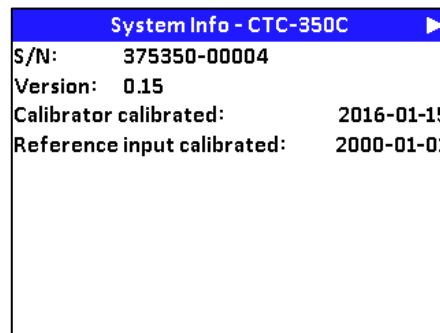 System Info - CTC-350C
S/N: 375350-00004
Version: 0.15
Calibrator calibrated: 2016-01-15
Reference input calibrated: 2000-01-01